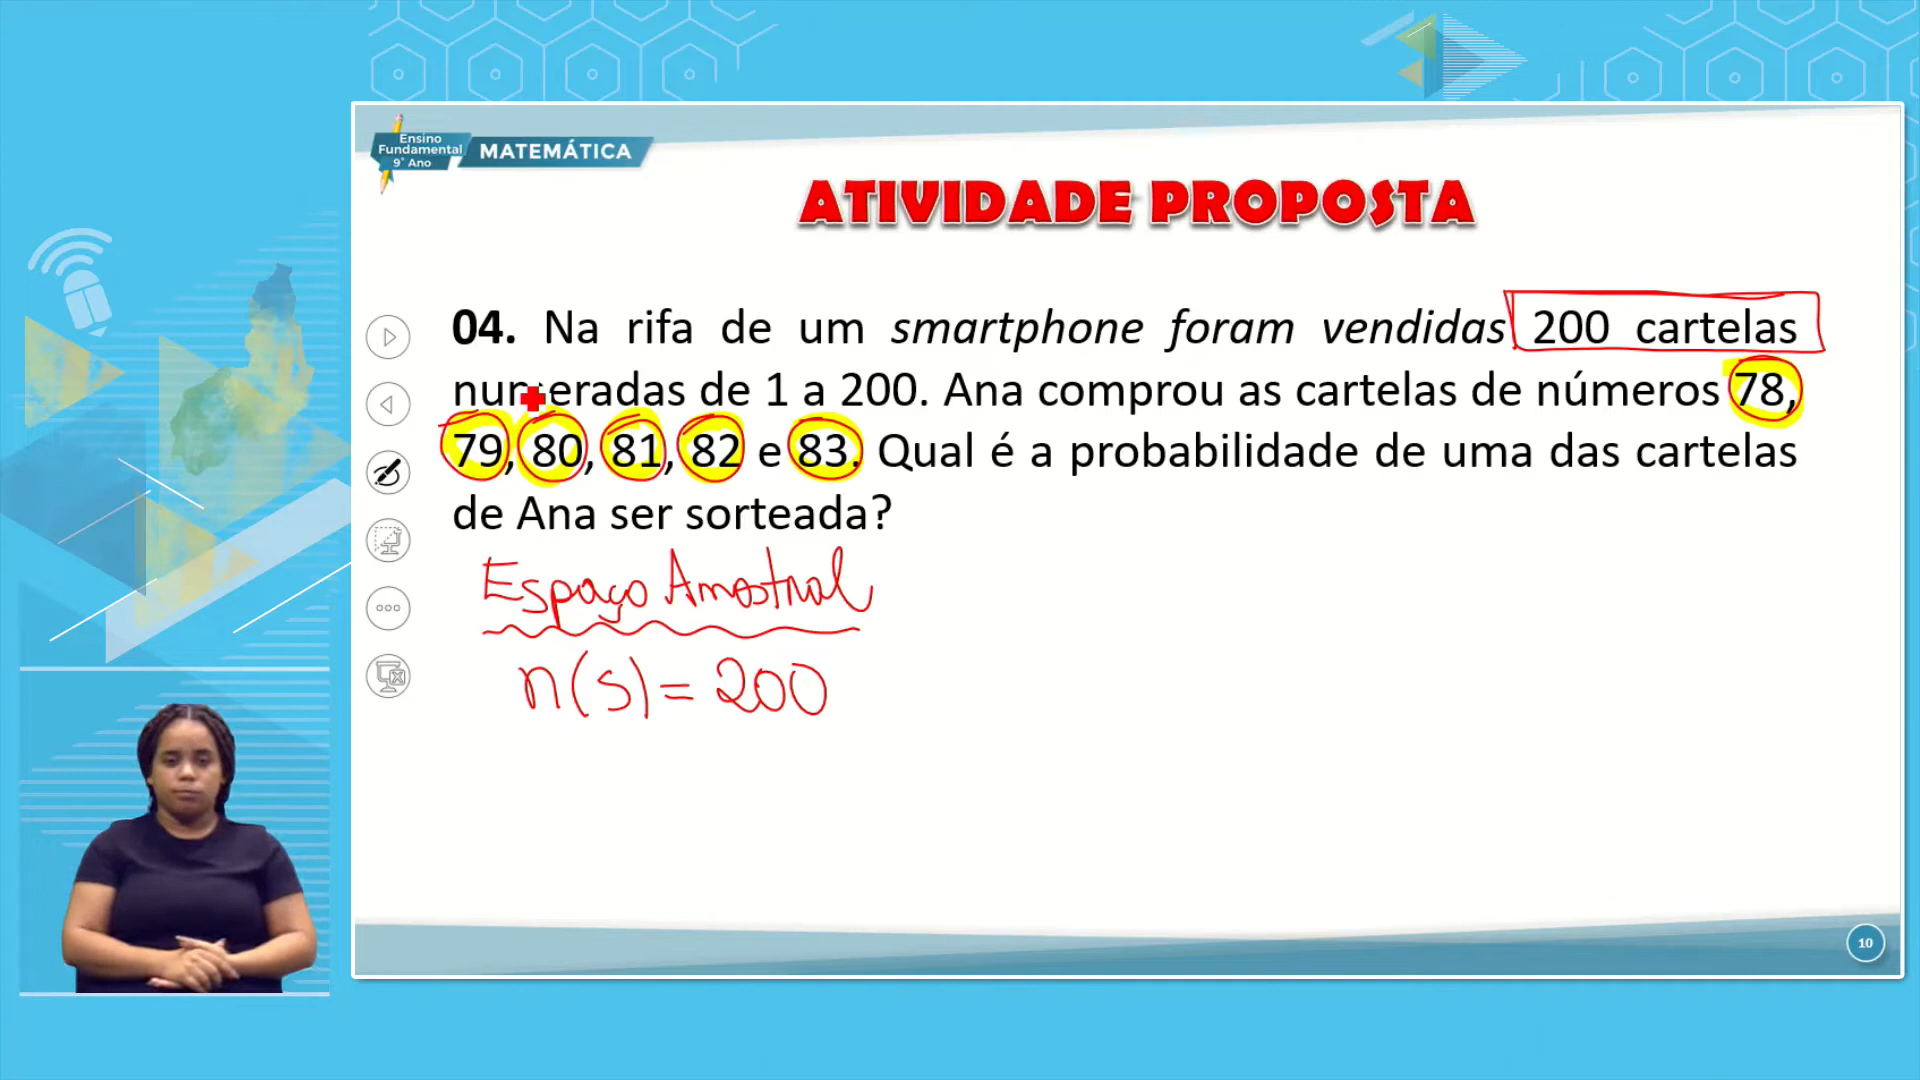 Ensino
Fundamental
9° Ano
MATEMÁTICA
ATIVIDADE PROPOSTA
04. Na rifa de um smartphone foram vendidas 200 cartelas
numeradas de 1 a 200. Ana comprou as cartelas de números 78,
79, 80, 81, 82 e 83. Qual é a probabilidade de uma das cartelas
de Ana ser sorteada?
Espaço Amostral
n(s) = 200
10